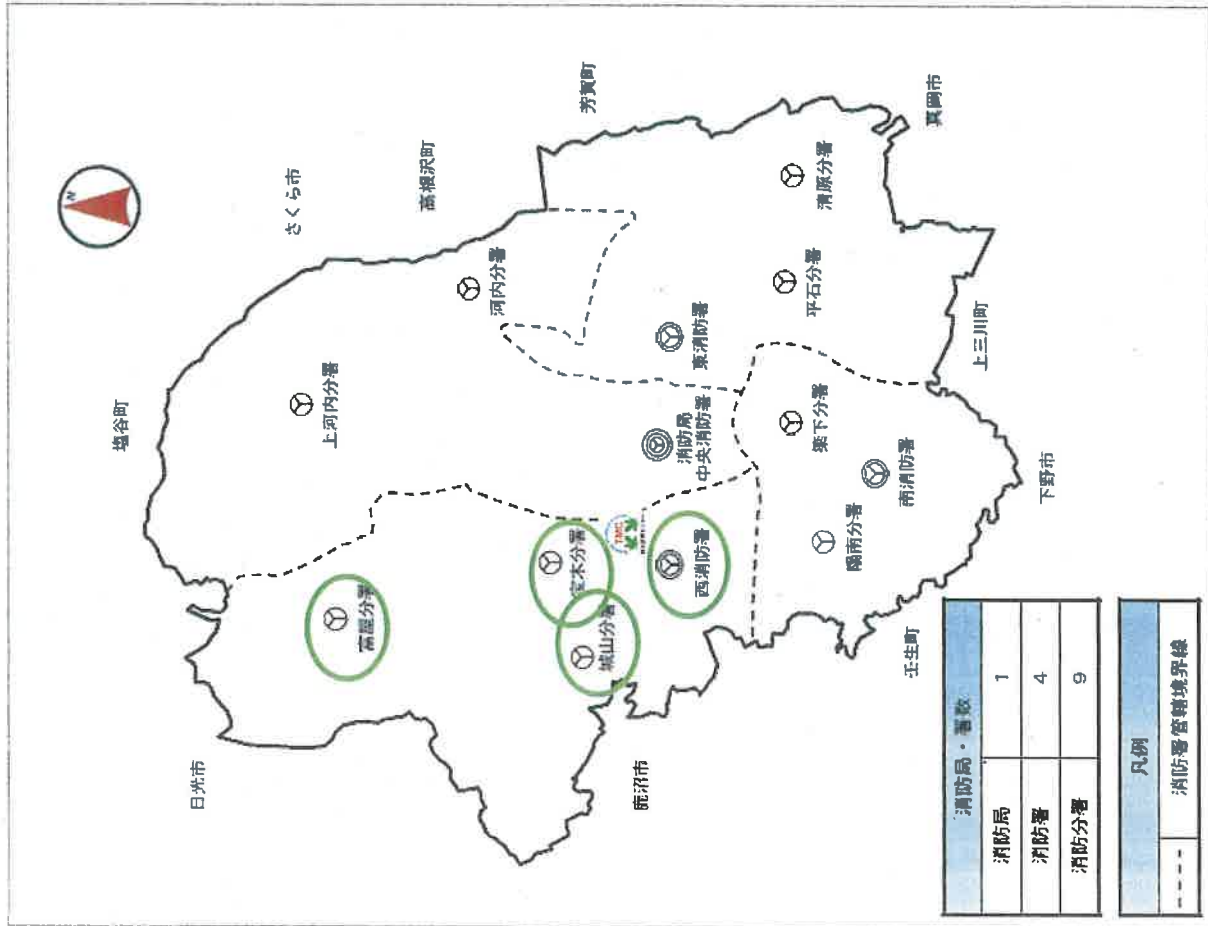 N
塩谷町
さくら市
高根沢町
芳賀町
真岡市
上三川町
下野市
壬生町
鹿沼市
日光市
上河内分署
河内分署
富屋分署
宝木分署
城山分署
TMC
西消防署
消防局
中央消防署
東消防署
清原分署
平石分署
簗下分署... 
陽南分署
南消防署
消防局・署数
消防局 1
消防署 4
消防分署 9
凡例
消防署管轄境界線